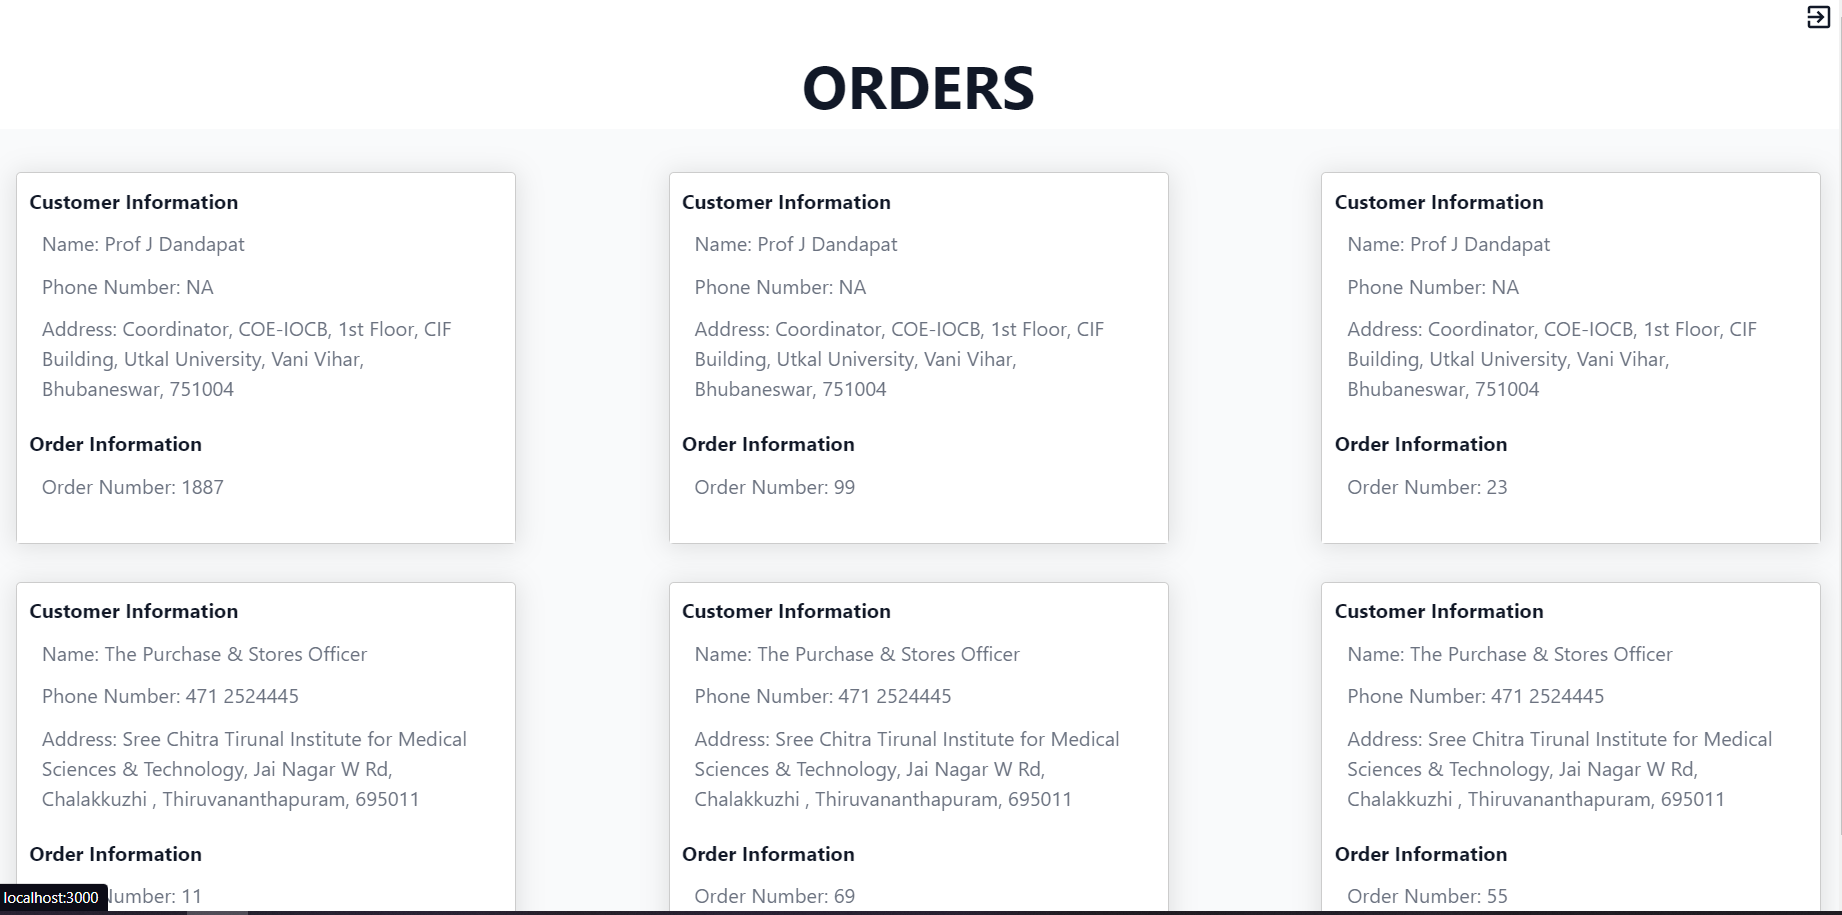 ORDERS
Customer Information
Name: Prof J Dandapat
Phone Number: NA
Address: Coordinator, COE-IOCB, 1st Floor, CIF
Building, Utkal University, Vani Vihar,
Bhubaneswar, 751004
Order Information
Order Number: 1887
Customer Information
Name: Prof J Dandapat
Phone Number: NA
Address: Coordinator, COE-IOCB, 1st Floor, CIF
Building, Utkal University, Vani Vihar,
Bhubaneswar, 751004
Order Information
Order Number: 99
Customer Information
Name: Prof J Dandapat
Phone Number: NA
Address: Coordinator, COE-IOCB, 1st Floor, CIF
Building, Utkal University, Vani Vihar,
Bhubaneswar, 751004
Order Information
Order Number: 23
Customer Information
Name: The Purchase & Stores Officer
Phone Number: 471 2524445
Address: Sree Chitra Tirunal Institute for Medical
Sciences & Technology, Jai Nagar W Rd,
Chalakkuzhi , Thiruvananthapuram, 695011
Order Information
Number: 11
Customer Information
Name: The Purchase & Stores Officer
Phone Number: 471 2524445
Address: Sree Chitra Tirunal Institute for Medical
Sciences & Technology, Jai Nagar W Rd,
Chalakkuzhi , Thiruvananthapuram, 695011
Order Information
Order Number: 69
Customer Information
Name: The Purchase & Stores Officer
Phone Number: 471 2524445
Address: Sree Chitra Tirunal Institute for Medical
Sciences & Technology, Jai Nagar W Rd,
Chalakkuzhi , Thiruvananthapuram, 695011
Order Information
Order Number: 55
localhost:3000